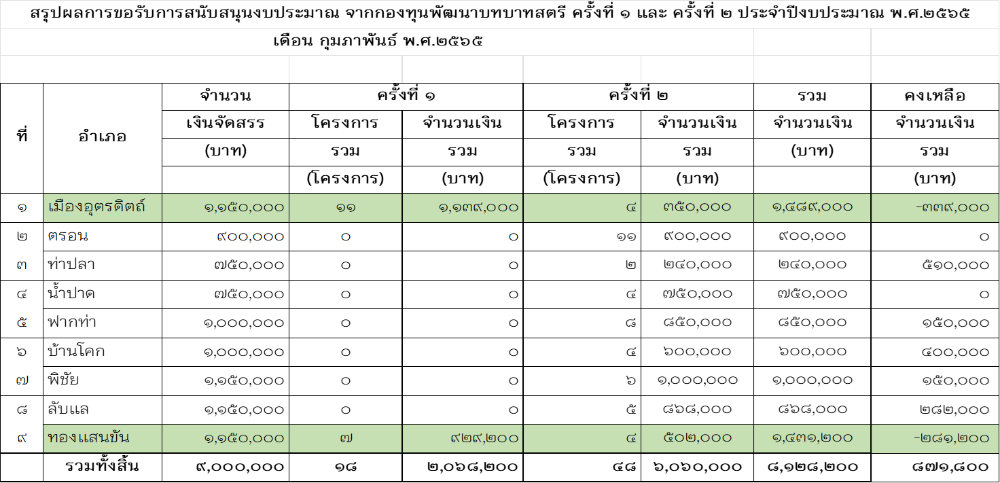 สรุปผลการขอรับการสนับสนุนงบประมาณ จากกองทุนพัฒนาบทบาทสตรี ครั้งที่ ๑ และ ครั้งที่ ๒ ประจำปีงบประมาณ พ.ศ.๒๕๖๕
เดือน กุมภาพันธ์ พ.ศ.๒๕๖๕
จำนวน ครั้งที่ ๑ ครั้งที่ ๒ รวม คงเหลือ
ที่ อำเภอ เงินจัดสรร โครงการ จำนวนเงิน โครงการ จำนวนเงิน จำนวนเงิน จำนวนเงิน
(บาท) รวม รวม รวม รวม (บาท) รวม
(โครงการ) (บาท) (โครงการ) (บาท) (บาท)
๑ เมืองอุตรดิตถ์ ๑,๑๕๐,๐๐๐ ๑๑ ๑,๑๓๙,๐๐๐ ๔ ๓๕๐,๐๐๐ ๑,๔๘๙,๐๐๐ -๓๓๙,๐๐๐
๒ ตรอน ๙๐๐,๐๐๐ ๐ ๐ ๑๑ ๙๐๐,๐๐๐ ๙๐๐,๐๐๐ ๐
๓ ท่าปลา ๗๕๐,๐๐๐ ๐ ๐ ๒ ๒๔๐,๐๐๐ ๒๔๐,๐๐๐ ๕๑๐,๐๐๐
๔ น้ำปาด ๗๕๐,๐๐๐ ๐ ๐ ๔ ๗๕๐,๐๐๐ ๗๕๐,๐๐๐ ๐
๕ ฟากท่า ๑,๐๐๐,๐๐๐ ๐ ๐ ๘ ๘๕๐,๐๐๐ ๘๕๐,๐๐๐ ๑๕๐,๐๐๐
๖ บ้านโคก ๑,๐๐๐,๐๐๐ ๐ ๐ ๔ ๖๐๐,๐๐๐ ๖๐๐,๐๐๐ ๔๐๐,๐๐๐
๗ พิชัย ๑,๑๕๐,๐๐๐ ๐ ๐ ๖ ๑,๐๐๐,๐๐๐ ๑,๐๐๐,๐๐๐ ๑๕๐,๐๐๐
๘ ลับแล ๑,๑๕๐,๐๐๐ ๐ ๐ ๕ ๘๖๘,๐๐๐ ๘๖๘,๐๐๐ ๒๘๒,๐๐๐
๙ ทองแสนขัน ๑,๑๕๐,๐๐๐ ๗ ๙๒๙,๒๐๐ ๔ ๕๐๒,๐๐๐ ๑,๔๓๑,๒๐๐ -๒๘๑,๒๐๐
รวมทั้งสิ้น ๙,๐๐๐,๐๐๐ ๑๘ ๒,๐๖๘,๒๐๐ ๔๘ ๖,๐๖๐,๐๐๐ ๘,๑๒๘,๒๐๐ ๘๗๑,๘๐๐